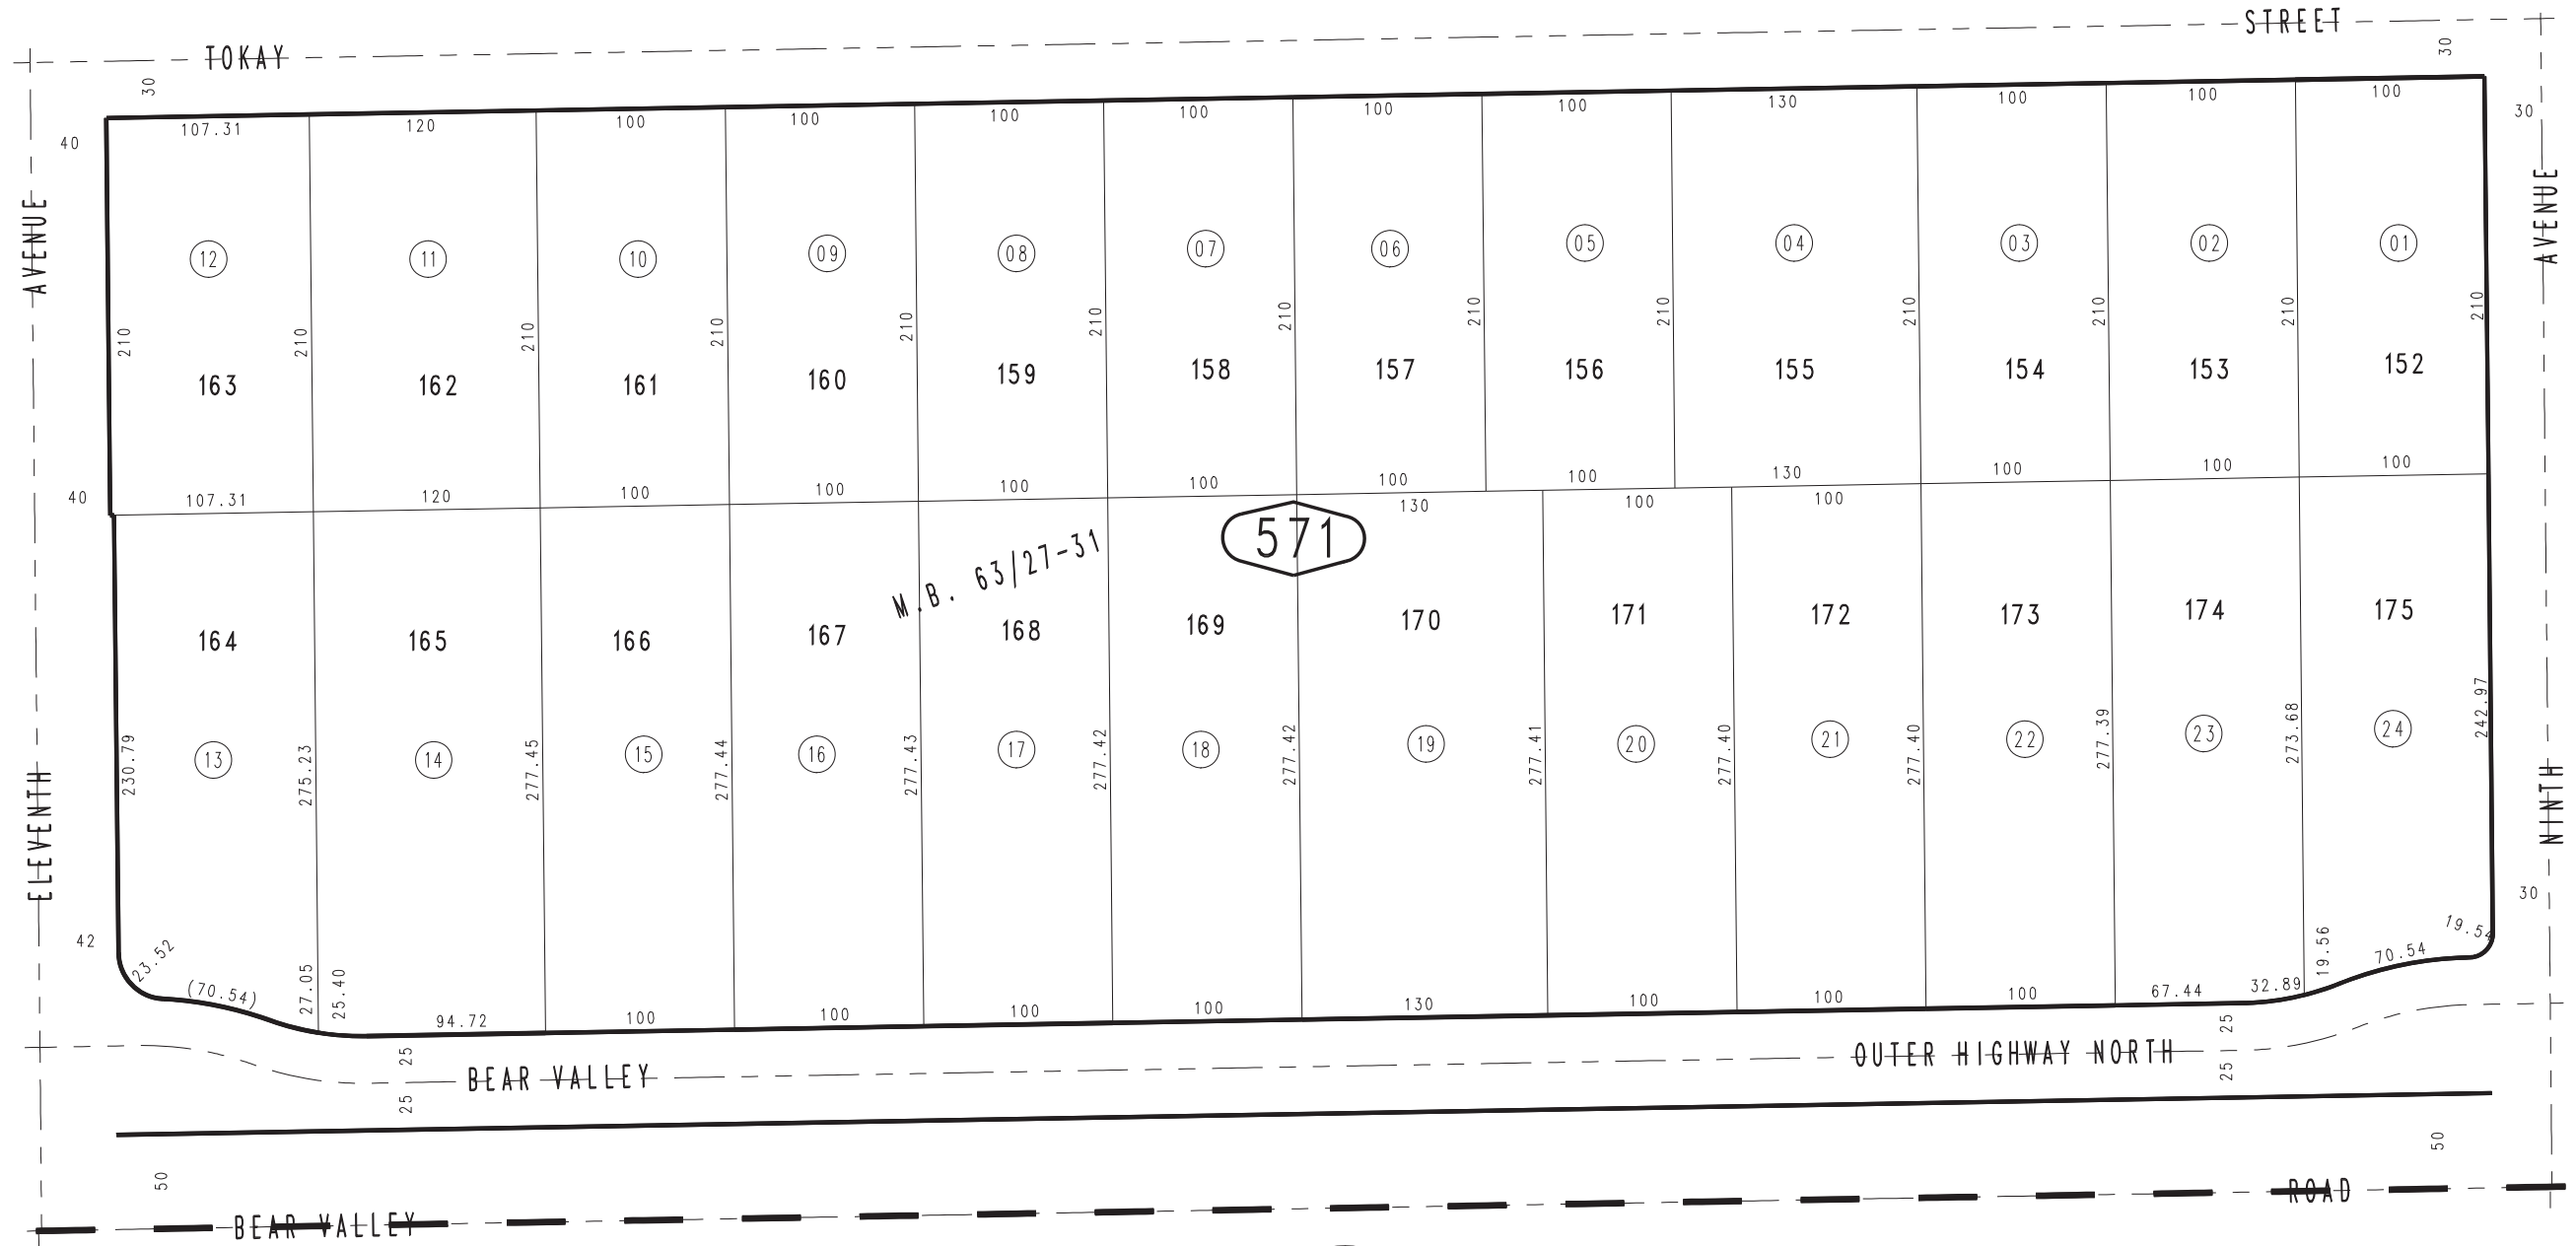 TOKAY STREET
30 30
107.31 120 100 100 100 100 100 100 130 100 100 100
40 30
AVENUE AVENUE
12 11 10 09 08 07 06 05 04 03 02 01
210 210 210 210 210 210 210 210 210 210 210 210 210
163 162 161 160 159 158 157 156 155 154 153 152
107.31 120 100 100 100 100 100 100 130 100 100 100
40
130 100 100
571
M.B. 63/27-31
164 165 166 167 168 169 170 171 172 173 174 175
13 14 15 16 17 18 19 20 21 22 23 24
230.79 275.23 277.45 277.44 277.43 277.42 277.42 277.41 277.40 277.40 277.39 273.68 242.97
ELEVENTH NINTH
42 30
23.52 (70.54) 27.05 25.40 19.56 70.54 19.54
94.72 100 100 100 100 130 100 100 100 67.44 32.89
25 25
BEAR VALLEY OUTER HIGHWAY NORTH
25 25
50 50
BEAR VALLEY ROAD